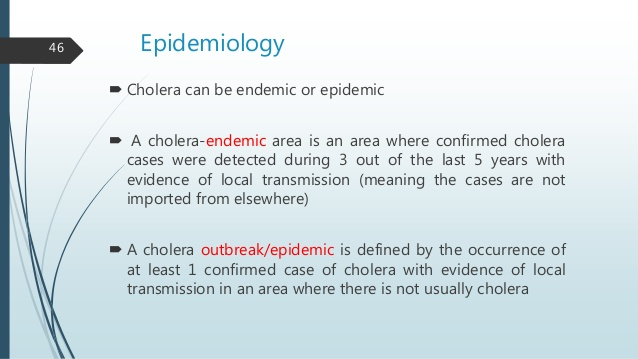 46
Epidemiology
Cholera can be endemic or epidemic
A cholera-endemic area is an area where confirmed cholera
cases were detected during 3 out of the last 5 years with
evidence of local transmission (meaning the cases are not
imported from elsewhere)
A cholera outbreak/epidemic is defined by the occurrence of
at least 1 confirmed case of cholera with evidence of local
transmission in an area where there is not usually cholera